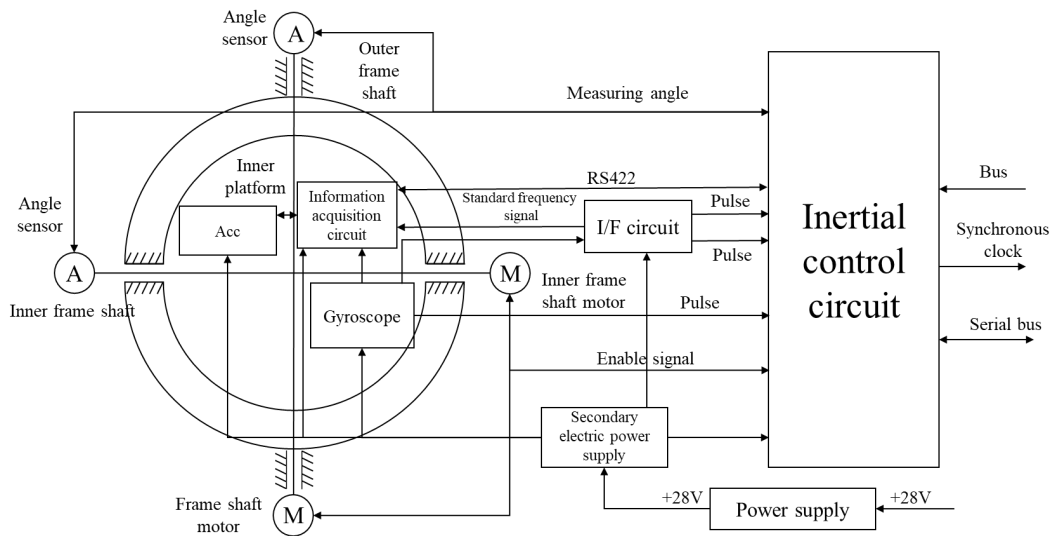 Angle
sensor
A
Outer
frame
shaft
Measuring angle
Inner
platform
RS422
Angle
sensor
Acc
Information
acquisition
circuit
Standard frequency
signal
I/F circuit
Pulse
Pulse
Inertial
control
circuit
Bus
Synchronous
clock
Serial bus
A
Inner frame shaft
M
Inner frame
shaft motor
Gyroscope
Pulse
Enable signal
Secondary
electric power
supply
Frame shaft
motor
M
+28V
Power supply
+28V